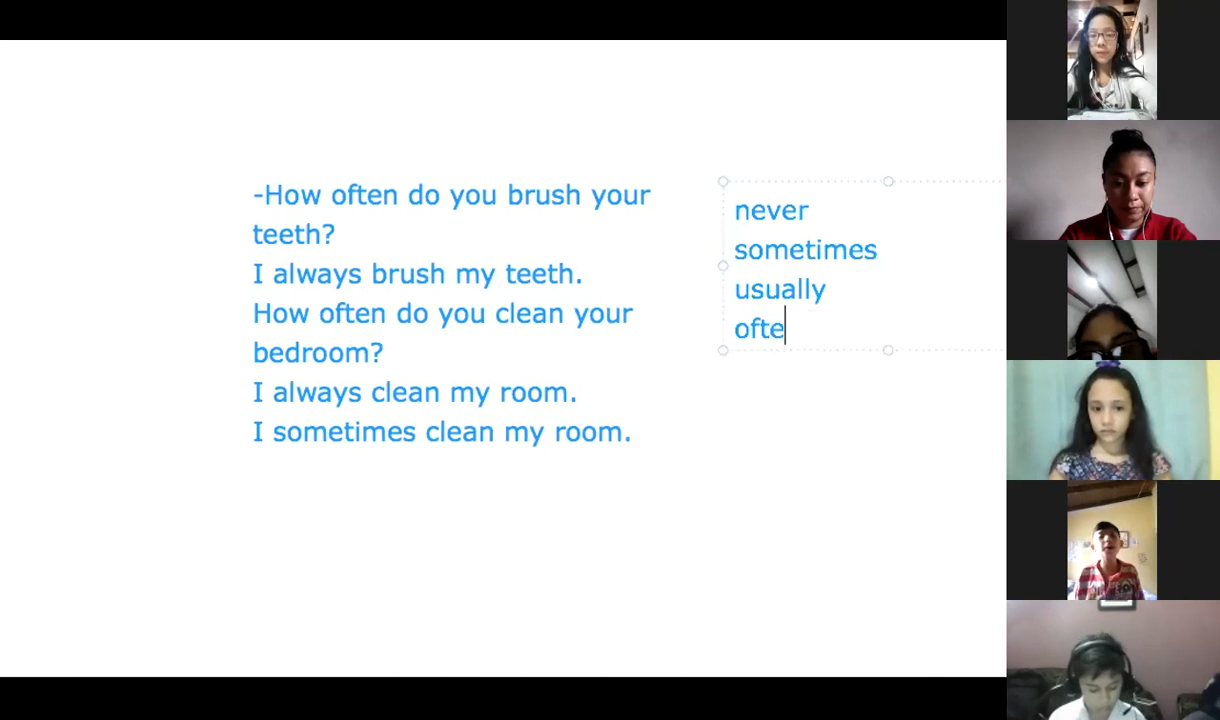 -How often do you brush your
teeth?
I always brush my teeth.
How often do you clean your
bedroom?
I always clean my room.
I sometimes clean my room.
never
sometimes
usually
ofte